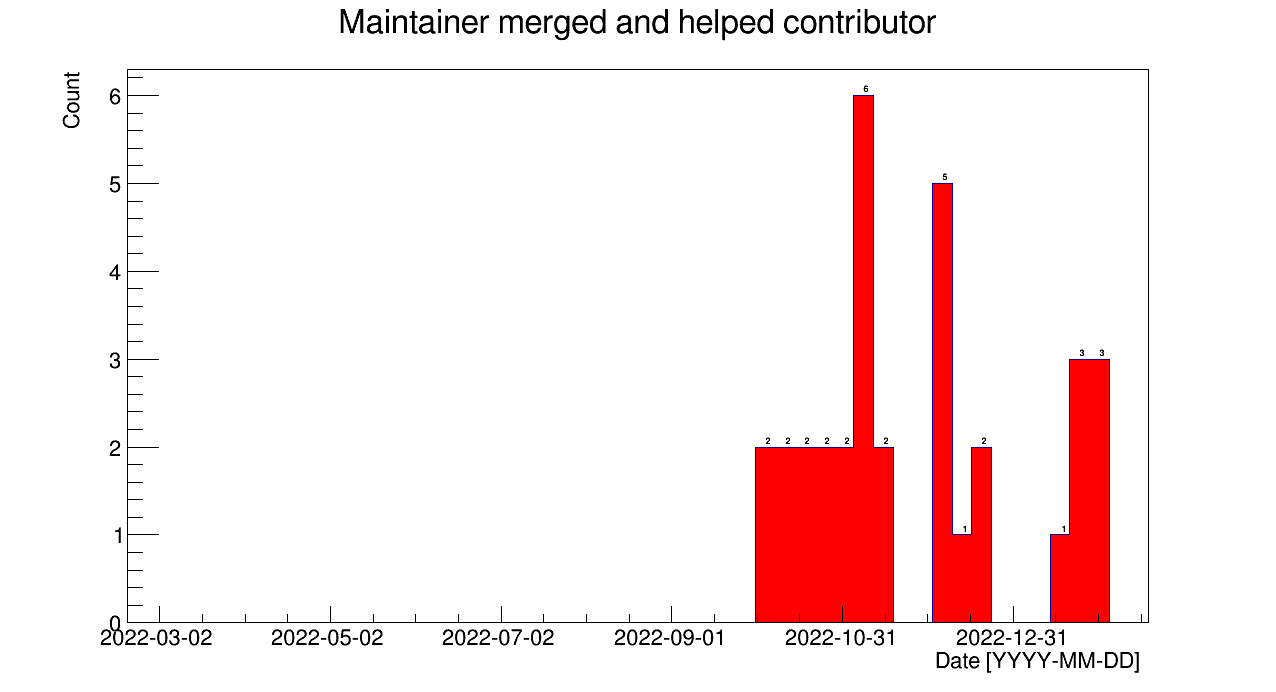 Maintainer merged and helped contributor
Count
6
5
4
3
2
1
0
2 2 2 2 2 6 2 5 1 2 1 3 3
2022-03-02 2022-05-02 2022-07-02 2022-09-01 2022-10-31 2022-12-31
Date [YYYY-MM-DD]